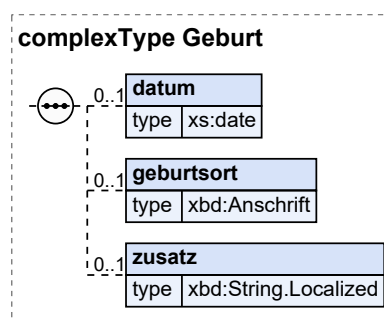 complexType Geburt
0..1 datum
type xs:date
0..1 geburtsort
type xbd:Anschrift
0..1 zusatz
type xbd:String.Localized